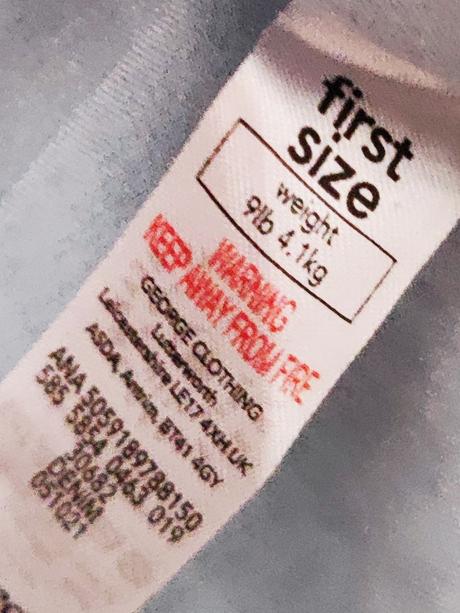 first
size
weight
9lb 4.1kg
WARNING
KEEP AWAY FROM FIRE
GEORGE CLOTHING
Lutterworth
Leicestershire LE17 4XH UK
ASDA, Antrim, BT41 4GY
ANA 5059189788150
585 5854 0463 019
30682
DENIM
051021